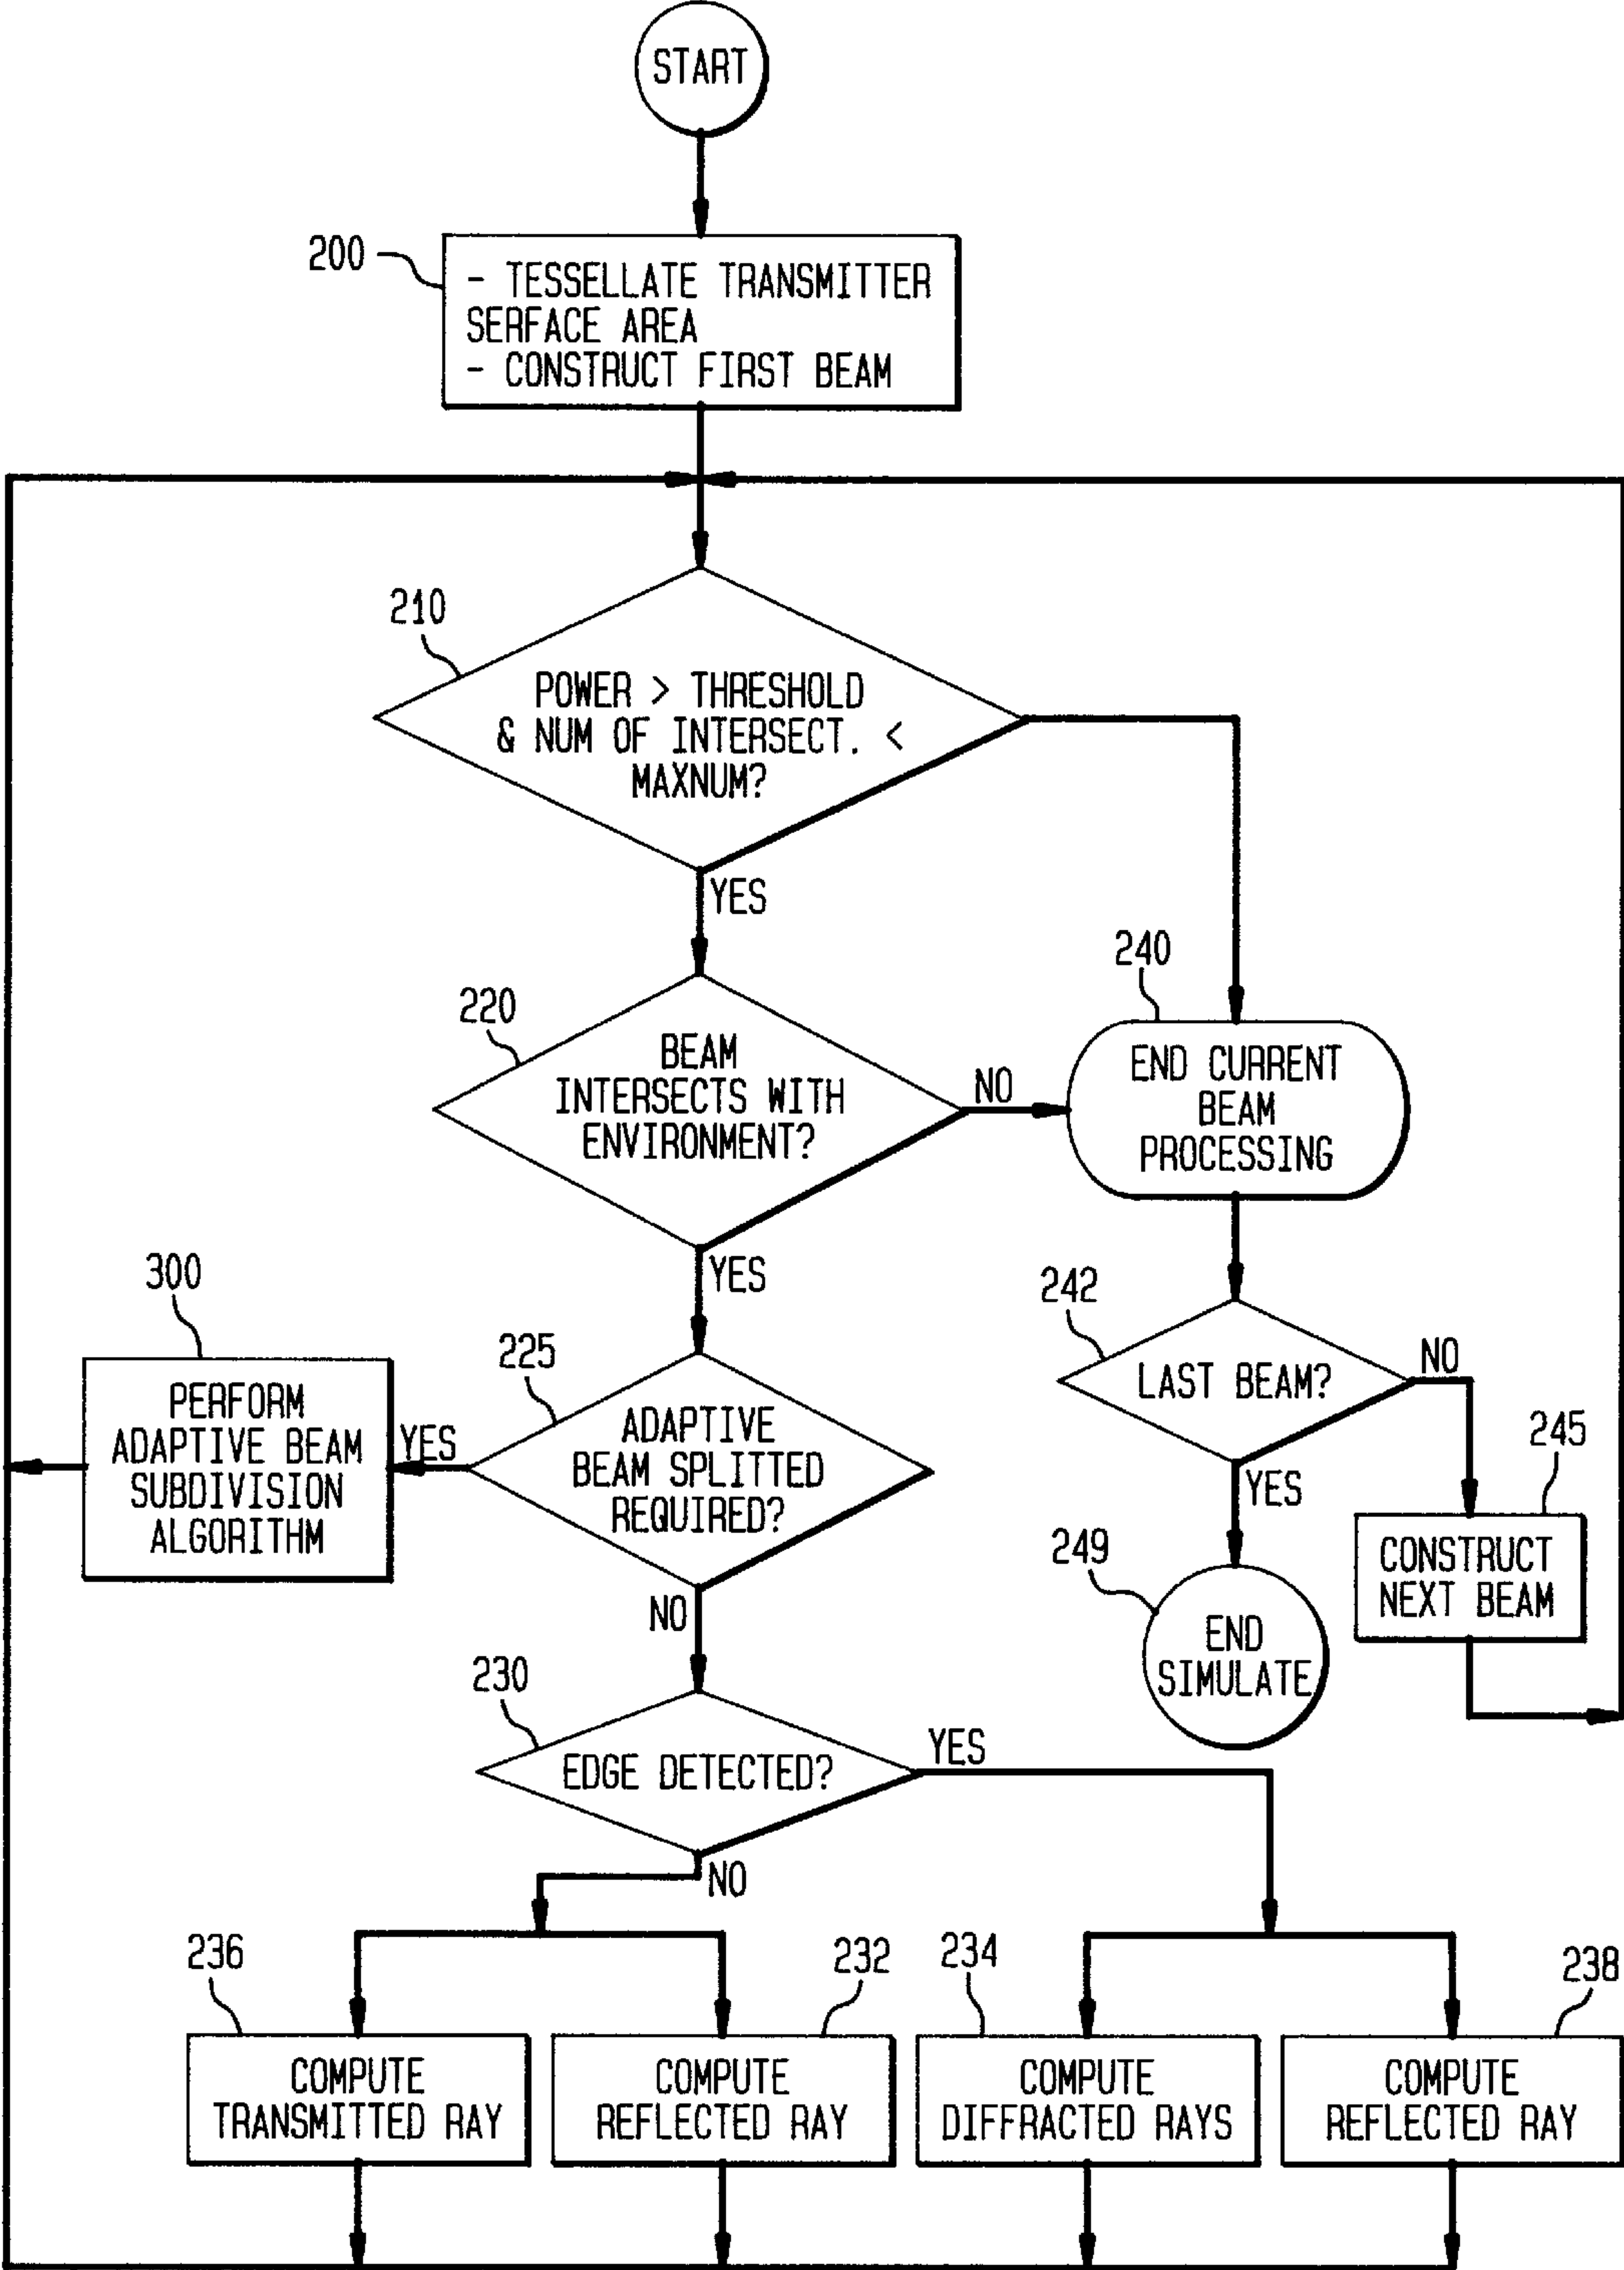 START
200
- TESSELLATE TRANSMITTER
SERFACE AREA
- CONSTRUCT FIRST BEAM
210
POWER > THRESHOLD
& NUM OF INTERSECT. <
MAXNUM?
YES
220
BEAM
INTERSECTS WITH
ENVIRONMENT?
NO
YES
240
END CURRENT
BEAM
PROCESSING
300
PERFORM
ADAPTIVE BEAM
SUBDIVISION
ALGORITHM
YES
225
ADAPTIVE
BEAM SPLITTED
REQUIRED?
NO
242
LAST BEAM?
NO
YES
245
CONSTRUCT
NEXT BEAM
249
END
SIMULATE
230
EDGE DETECTED?
YES
NO
236
COMPUTE
TRANSMITTED RAY
232
COMPUTE
REFLECTED RAY
234
COMPUTE
DIFFRACTED RAYS
238
COMPUTE
REFLECTED RAY